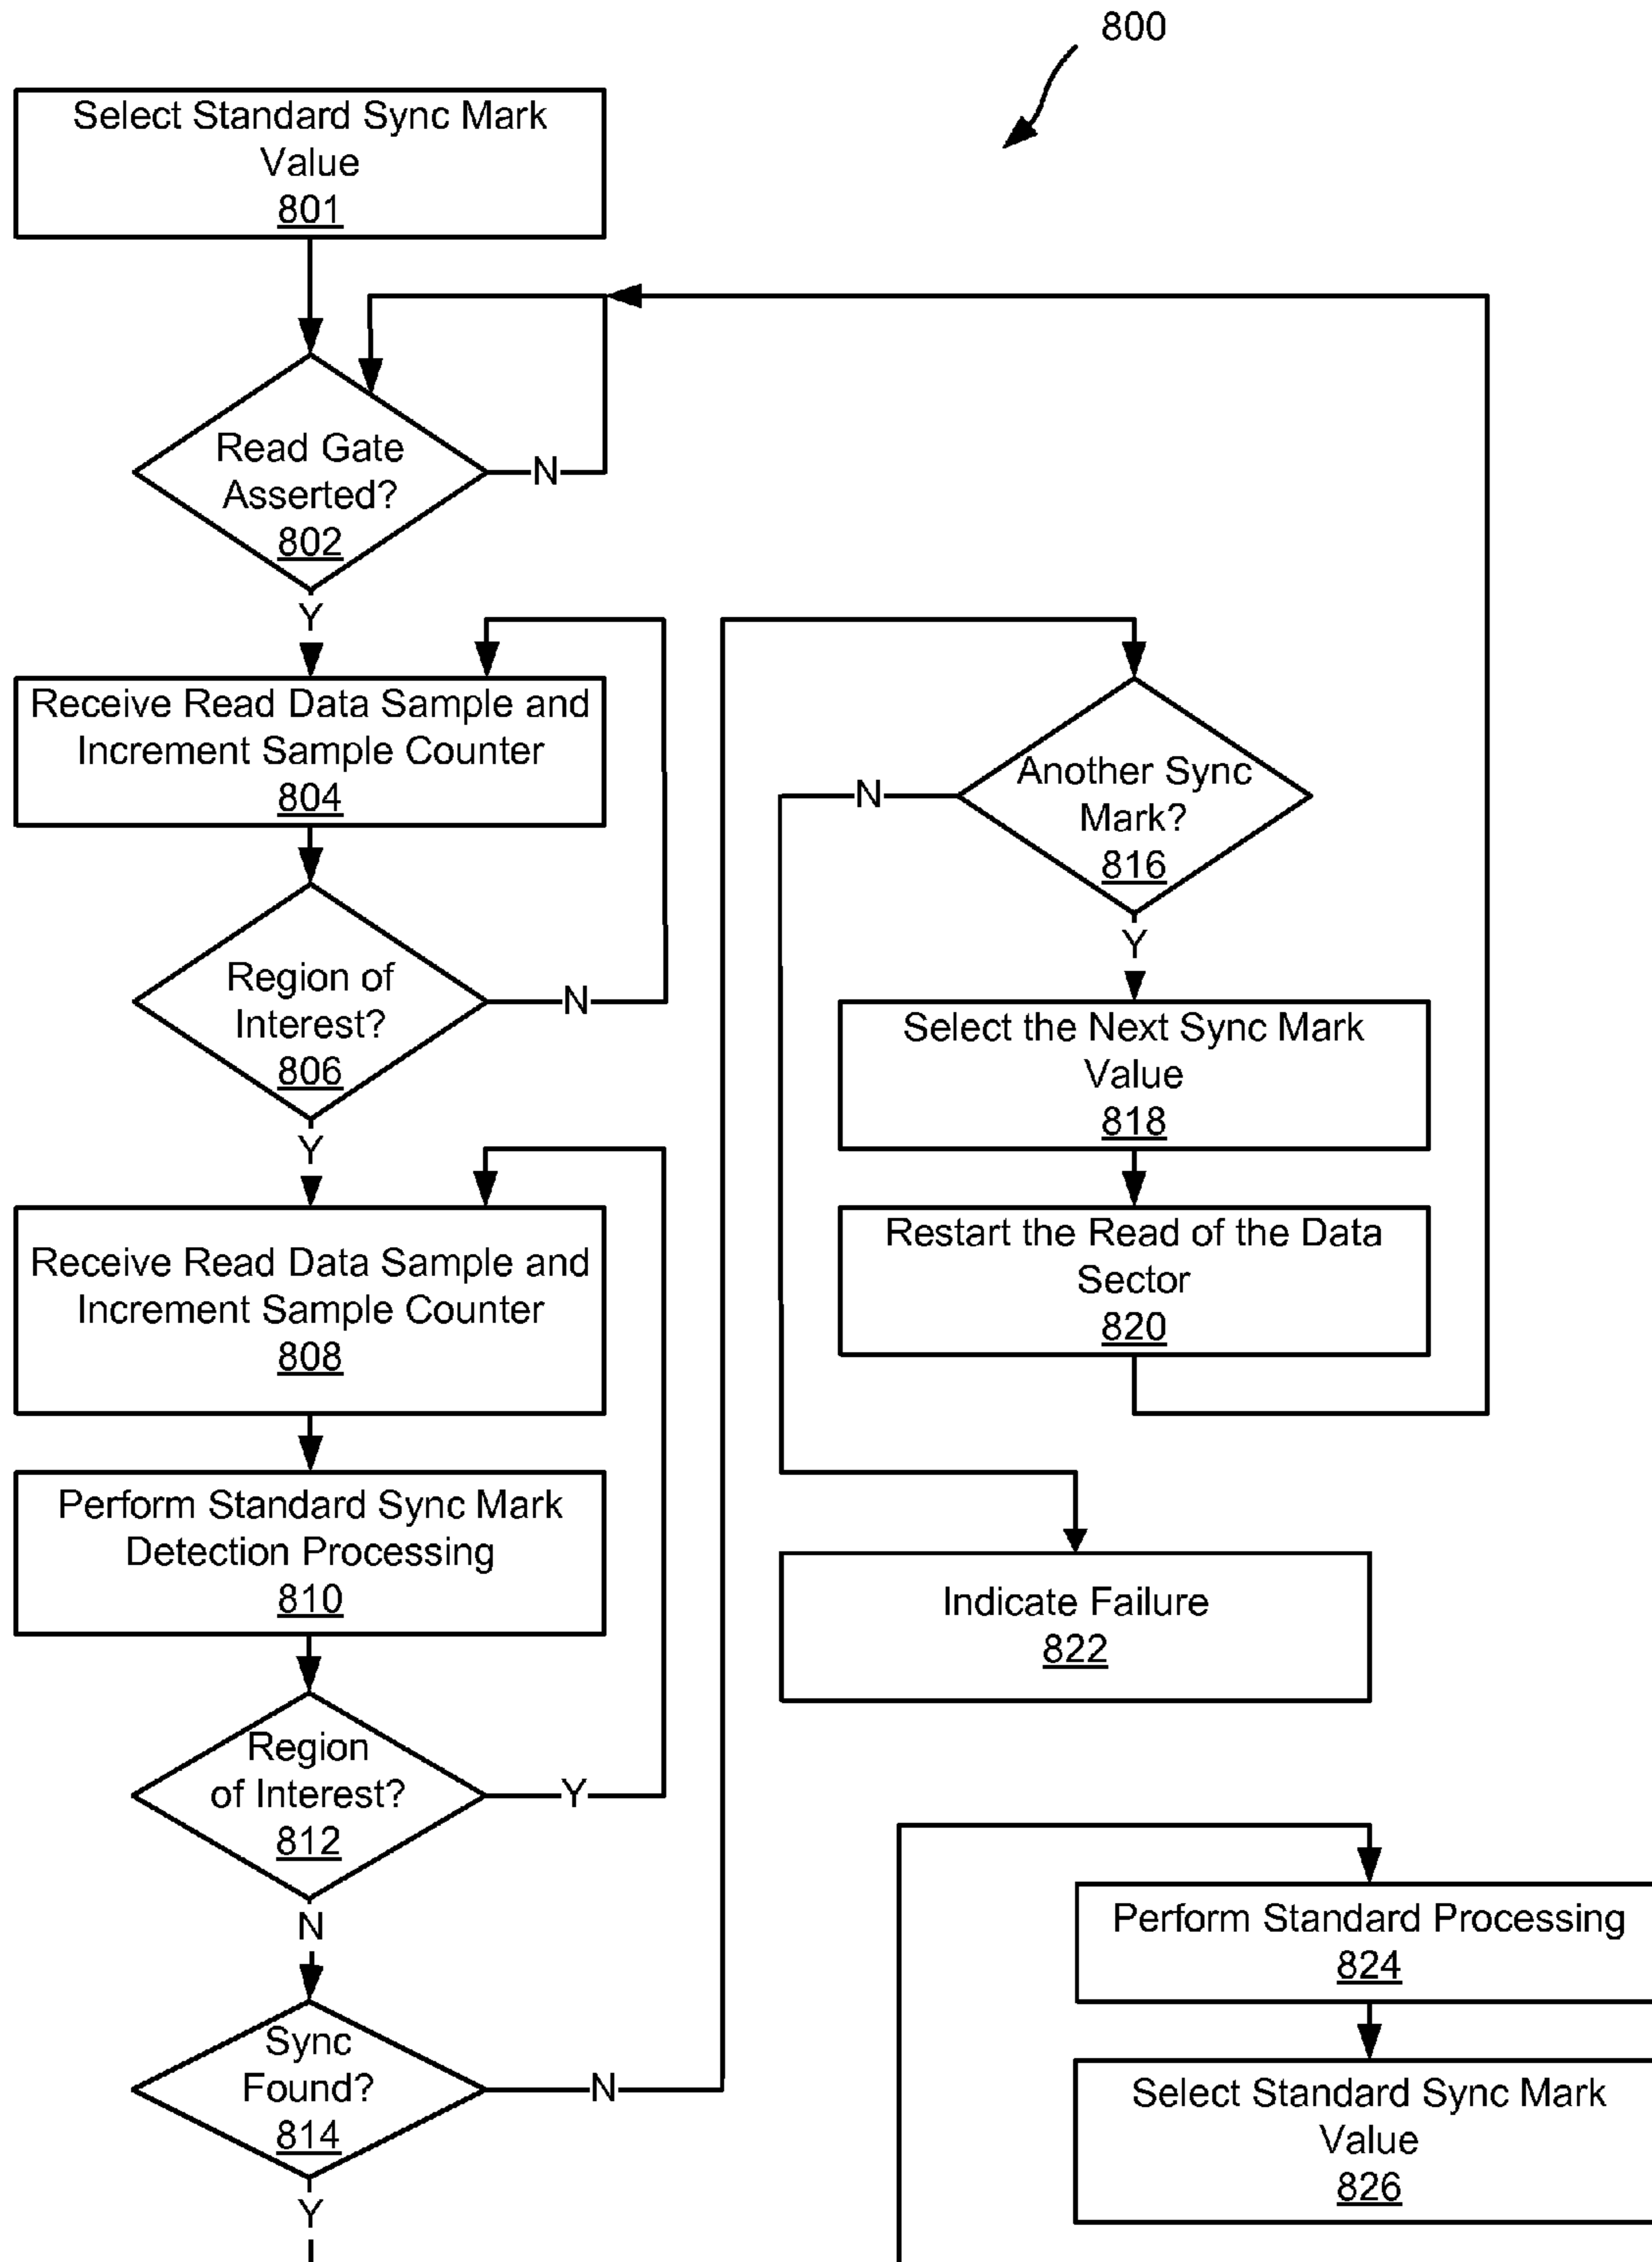 800
Select Standard Sync Mark
Value
801
Read Gate
Asserted?
802
N
Y
Receive Read Data Sample and
Increment Sample Counter
804
Region of
Interest?
806
N
Y
Receive Read Data Sample and
Increment Sample Counter
808
Perform Standard Sync Mark
Detection Processing
810
Region
of Interest?
812
Y
N
Sync
Found?
814
N
Y
Another Sync
Mark?
816
N
Y
Select the Next Sync Mark
Value
818
Restart the Read of the Data
Sector
820
Indicate Failure
822
Perform Standard Processing
824
Select Standard Sync Mark
Value
826